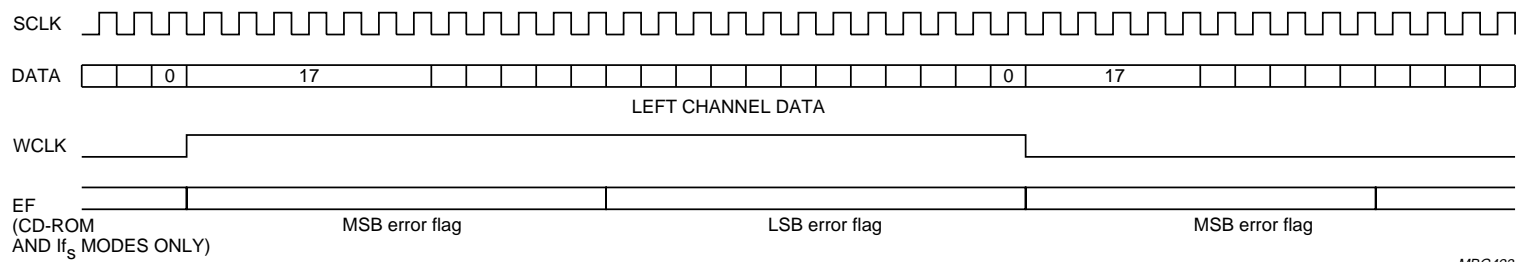 SCLK
DATA 0 17 0 17
LEFT CHANNEL DATA
WCLK
EF
(CD-ROM
AND Ifs MODES ONLY)
MSB error flag LSB error flag MSB error flag